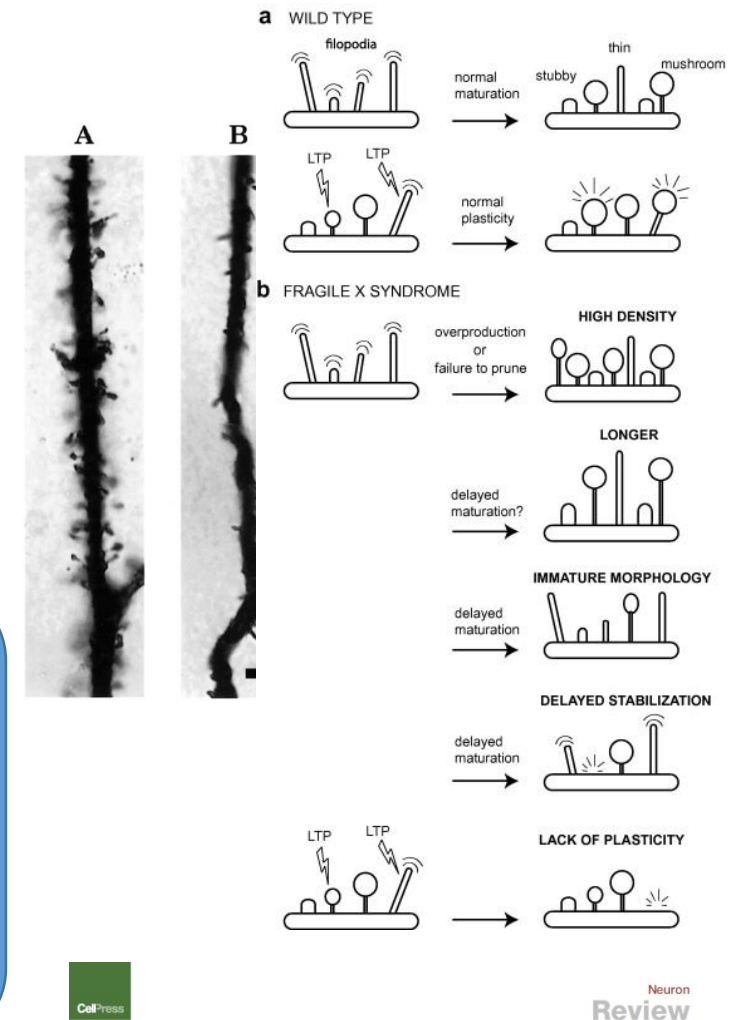 a WILD TYPE
filopodia
normal
maturation
stubby
thin
mushroom
LTP
LTP
normal
plasticity
A
B
b FRAGILE X SYNDROME
overproduction
or
failure to prune
HIGH DENSITY
delayed
maturation?
LONGER
delayed
maturation
IMMATURE MORPHOLOGY
delayed
maturation
DELAYED STABILIZATION
LTP
LTP
LACK OF PLASTICITY
CellPress
Neuron
Review